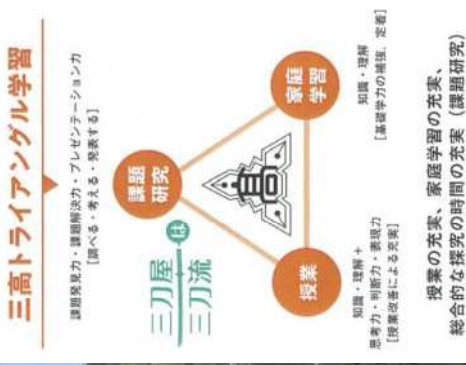 三高トライアングル学習
課題発見力・課題解決力・プレゼンテーション力
[調べる・考える・発表する]
三刀屋は三刀流
課題
研究
授業
家庭
学習
高
知識・理解+
思考力・判断力・表現力
[授業改善による充実]
知識・理解
[基礎学力の補強、定着]
授業の充実、家庭学習の充実、
総合的な探究の時間の充実(課題研究)